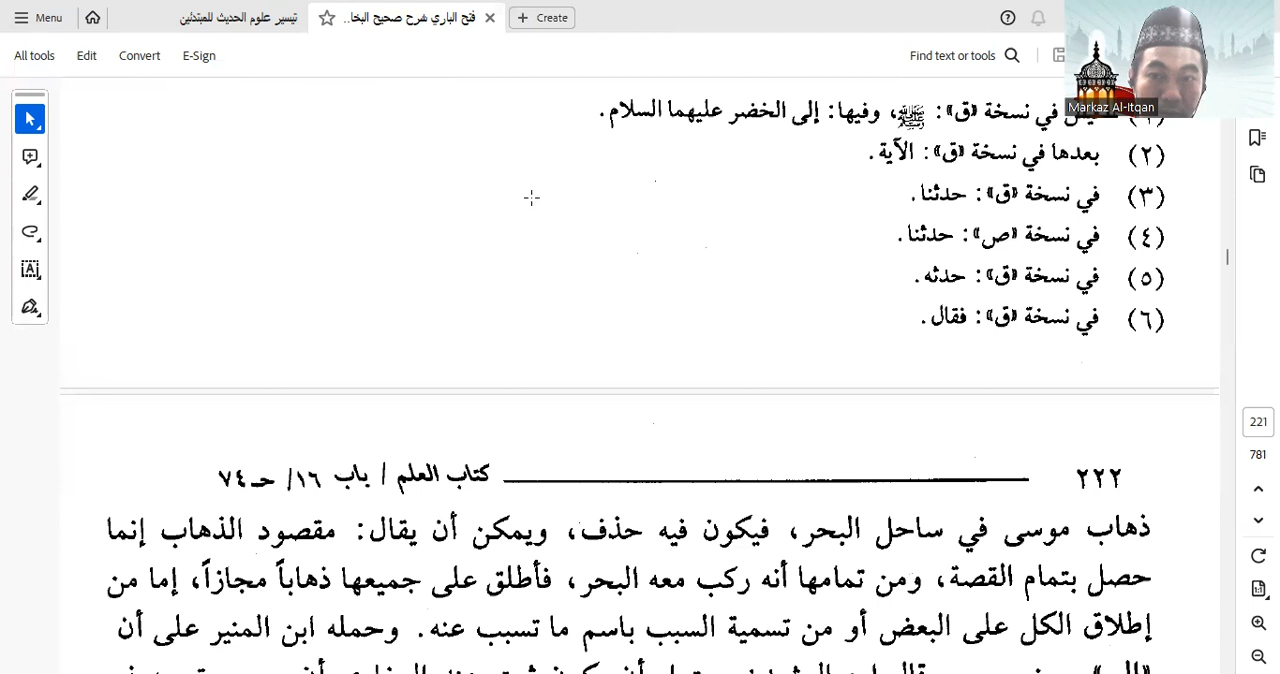 Menu
تيسير علوم الحديث للمبتدئين
فتح الباري شرح صحيح البخا...
Create
All tools
Edit
Convert
E-Sign
Find text or tools
Markaz Al-Itqan
في نسخة «ق»: ﷺ، وفيها: إلى الخضر عليهما السلام.
(٢) بعدها في نسخة «ق»: الآية.
(٣) في نسخة «ق»: حدثنا.
(٤) في نسخة «ص»: حدثنا.
(٥) في نسخة «ق»: حدثه.
(٦) في نسخة «ق»: فقال.
221
781
٢٢٢ كتاب العلم / باب ١٦/ حـ ٧٤
ذهاب موسى في ساحل البحر، فيكون فيه حذف، ويمكن أن يقال: مقصود الذهاب إنما
حصل بتمام القصة، ومن تمامها أنه ركب معه البحر، فأطلق على جميعها ذهاباً مجازاً، إما من
إطلاق الكل على البعض أو من تسمية السبب باسم ما تسبب عنه. وحمله ابن المنير على أن